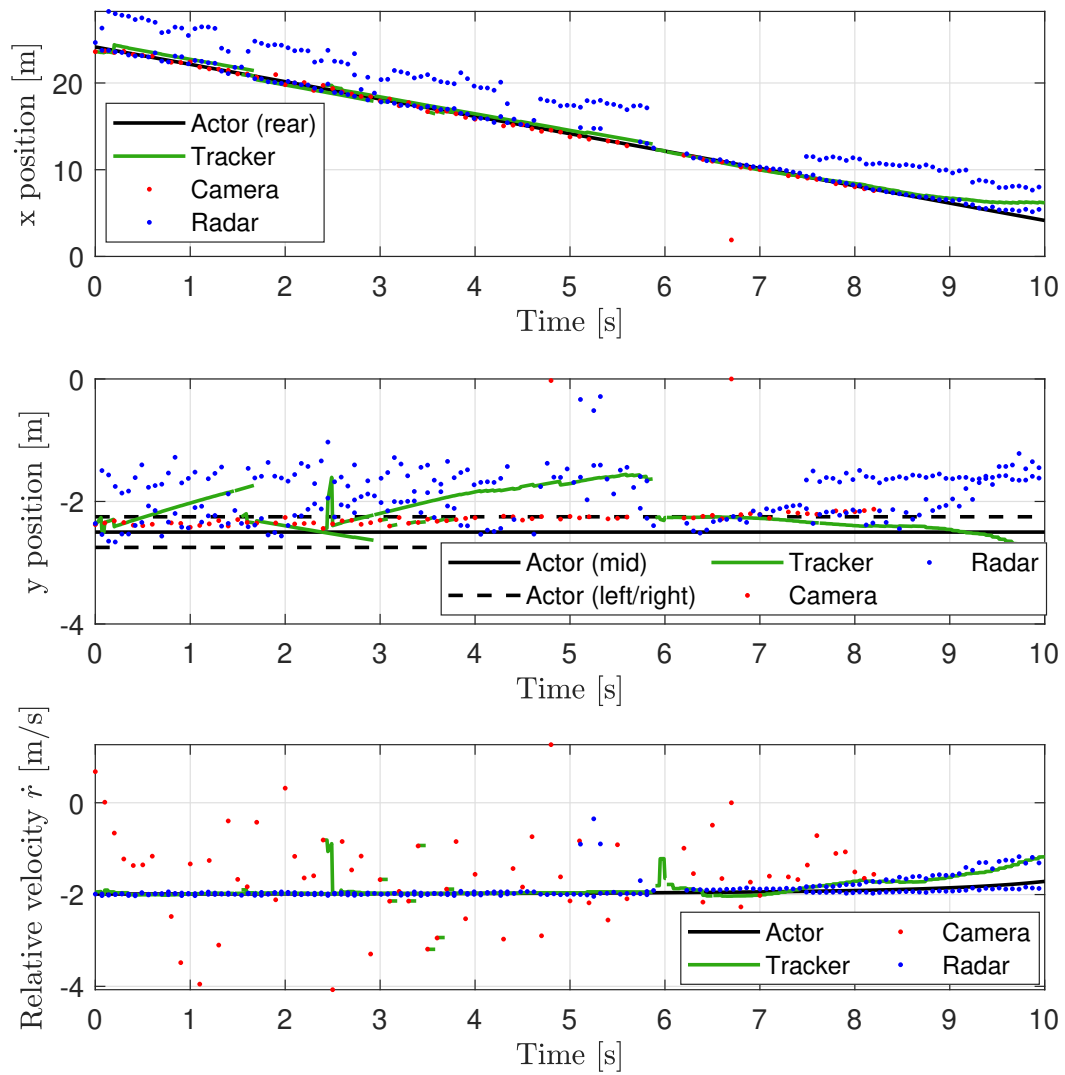 x position [m]
20
10
0
Actor (rear)
Tracker
Camera
Radar
0 1 2 3 4 5 6 7 8 9 10
Time [s]
y position [m]
0
-2
-4
Actor (mid) Tracker Radar
Actor (left/right) Camera
0 1 2 3 4 5 6 7 8 9 10
Time [s]
Relative velocity ṙ [m/s]
0
-2
-4
Actor Camera
Tracker Radar
0 1 2 3 4 5 6 7 8 9 10
Time [s]